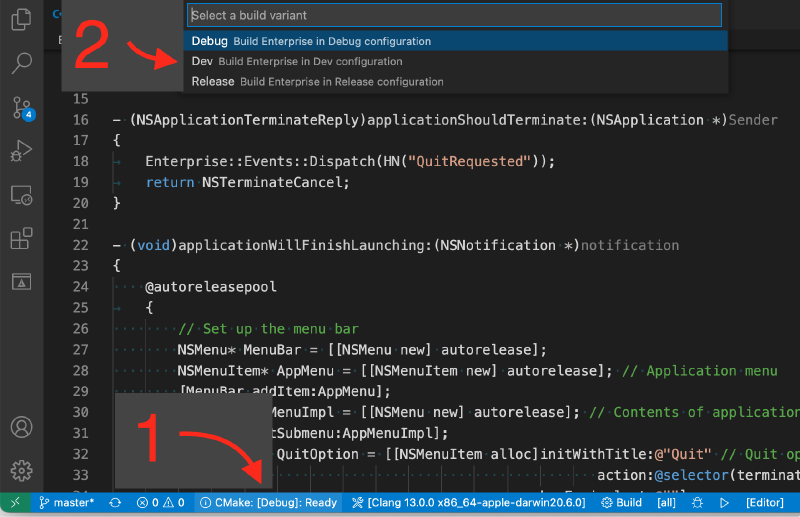 2
Select a build variant
Debug Build Enterprise in Debug configuration
Dev Build Enterprise in Dev configuration
Release Build Enterprise in Release configuration
4
15
16 - (NSApplicationTerminateReply)applicationShouldTerminate:(NSApplication *)Sender
17 {
18 Enterprise::Events::Dispatch(HN("QuitRequested"));
19 return NSTerminateCancel;
20 }
21
22 - (void)applicationWillFinishLaunching:(NSNotification *)notification
23 {
24 @autoreleasepool
25 {
26 // Set up the menu bar
27 NSMenu* MenuBar = [[NSMenu new] autorelease];
28 NSMenuItem* AppMenu = [[NSMenuItem new] autorelease]; // Application menu
29 [MenuBar addItem:AppMenu];
30 MenuImpl = [[NSMenu new] autorelease]; // Contents of application
31 tSubmenu:AppMenuImpl];
32 QuitOption = [[NSMenuItem alloc]initWithTitle:@"Quit" // Quit op
33 action:@selector(terminat
1
master* 0 0 CMake: [Debug]: Ready [Clang 13.0.0 x86_64-apple-darwin20.6.0] Build [all] [Editor]